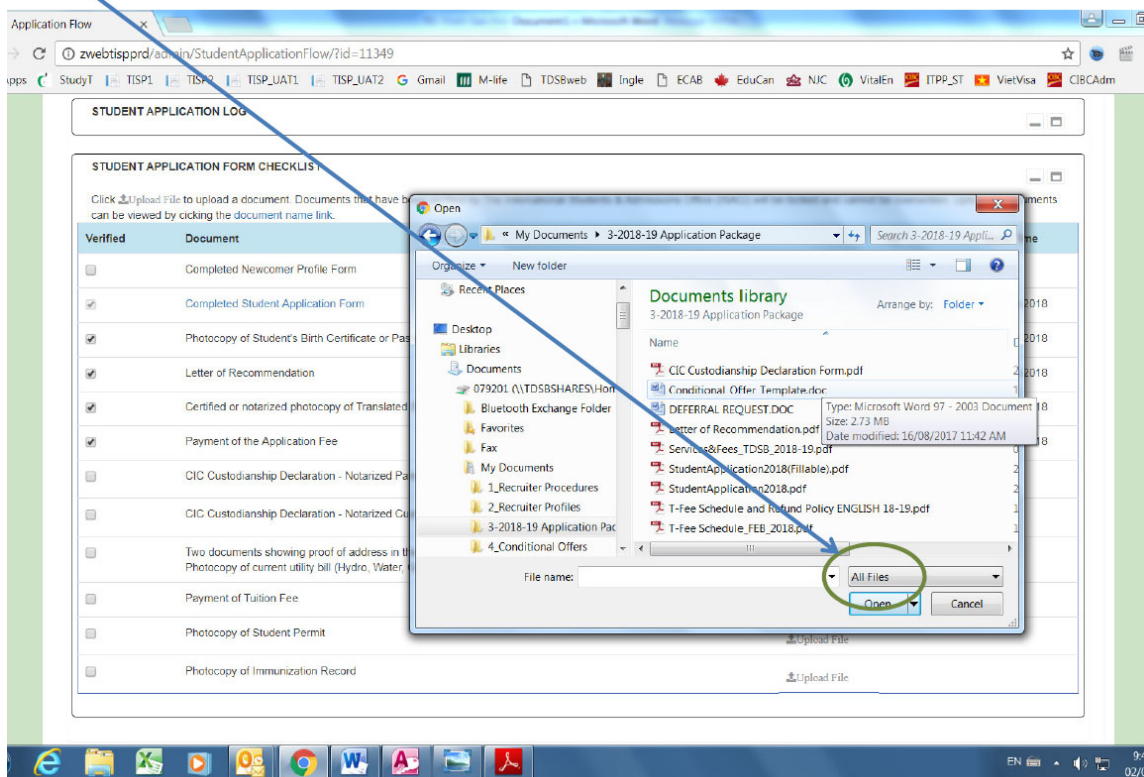 Application Flow
zwebtispprd/admin/StudentApplicationFlow/?id=11349
Apps StudyT TISP1 TISP2 TISP_UAT1 TISP_UAT2 Gmail M-life TDSBweb Ingle ECAB EduCan NJC VitalEn ITPP_ST VietVisa CIBCAdm
STUDENT APPLICATION LOG
STUDENT APPLICATION FORM CHECKLIST
Click Upload File to upload a document. Documents that have be
can be viewed by cicking the document name link.
Verified Document
Completed Newcomer Profile Form
Completed Student Application Form 2018
Photocopy of Student's Birth Certificate or Pas 2018
Letter of Recommendation 2018
Certified or notarized photocopy of Translated 18
Payment of the Application Fee 2018
CIC Custodianship Declaration - Notarized Pa
CIC Custodianship Declaration - Notarized Cu
Two documents showing proof of address in th
Photocopy of current utility bill (Hydro, Water,
Payment of Tuition Fee
Photocopy of Student Permit Upload File
Photocopy of Immunization Record Upload File
Open
« My Documents 3-2018-19 Application Package Search 3-2018-19 Appli...
Organize New folder
Recent Places
Desktop
Libraries
Documents
079201 (\\TDSBSHARES\Hom
Bluetooth Exchange Folder
Favorites
Fax
My Documents
1_Recruiter Procedures
2_Recruiter Profiles
3-2018-19 Application Pac
4_Conditional Offers
Documents library
3-2018-19 Application Package
Arrange by: Folder
Name
CIC Custodianship Declaration Form.pdf
Conditional Offer Template.doc
DEFERRAL REQUEST.DOC
Letter of Recommendation.pdf
Services&Fees_TDSB_2018-19.pdf
StudentApplication2018(Fillable).pdf
StudentApplication2018.pdf
T-Fee Schedule and Refund Policy ENGLISH 18-19.pdf
T-Fee Schedule_FEB_2018.pdf
Type: Microsoft Word 97 - 2003 Document
Size: 2.73 MB
Date modified: 16/08/2017 11:42 AM
File name: All Files
Open Cancel
EN